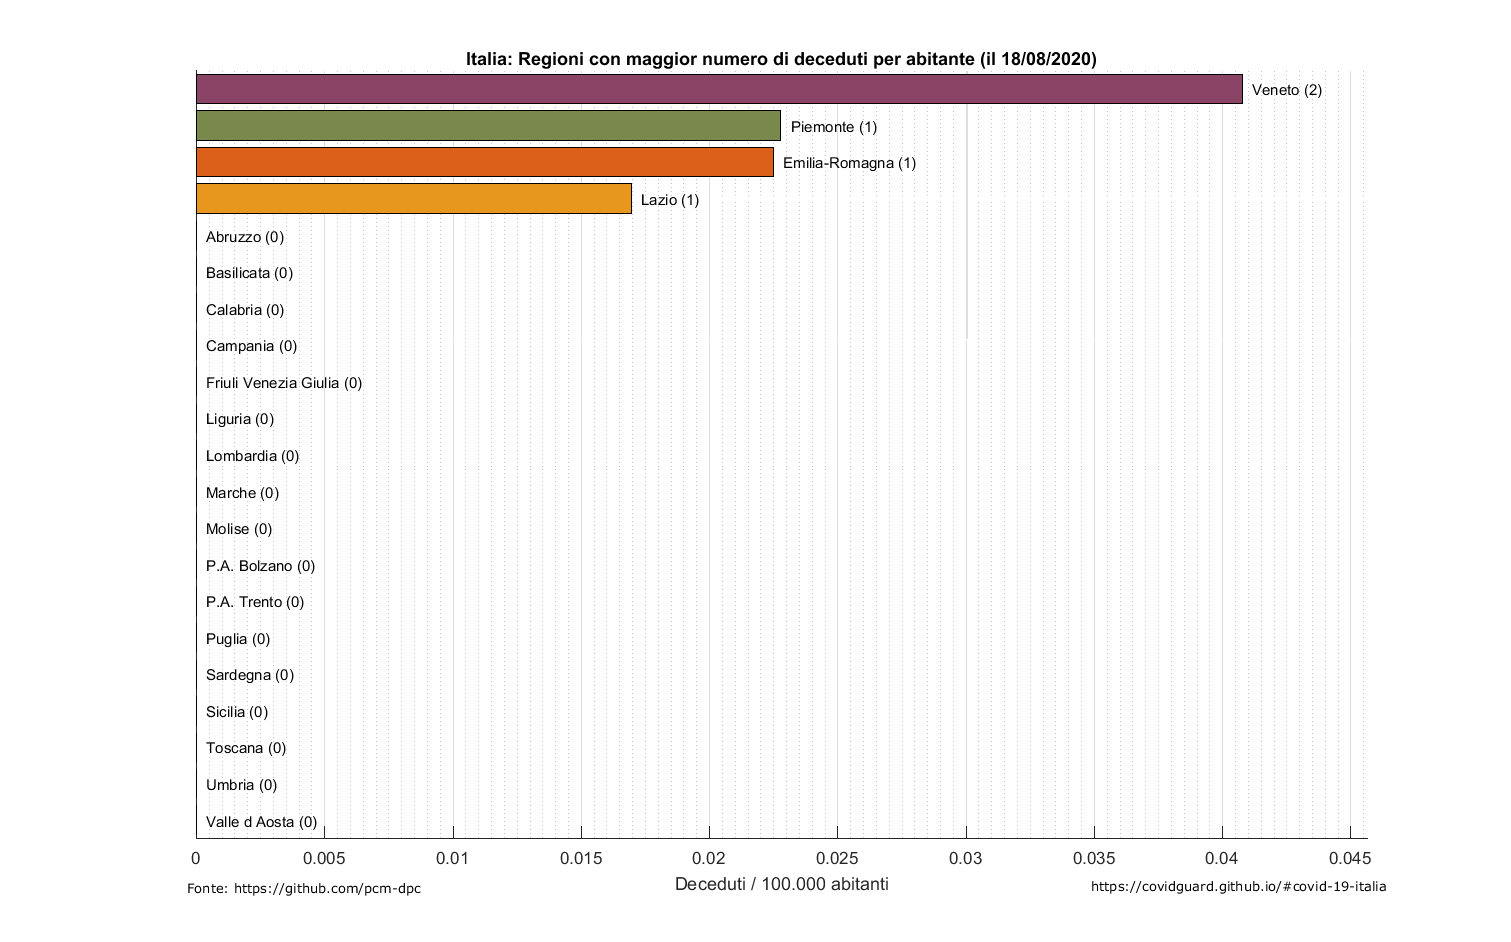 Italia: Regioni con maggior numero di deceduti per abitante (il 18/08/2020)
Veneto (2)
Piemonte (1)
Emilia-Romagna (1)
Lazio (1)
Abruzzo (0)
Basilicata (0)
Calabria (0)
Campania (0)
Friuli Venezia Giulia (0)
Liguria (0)
Lombardia (0)
Marche (0)
Molise (0)
P.A. Bolzano (0)
P.A. Trento (0)
Puglia (0)
Sardegna (0)
Sicilia (0)
Toscana (0)
Umbria (0)
Valle d Aosta (0)
0 0.005 0.01 0.015 0.02 0.025 0.03 0.035 0.04 0.045
Deceduti / 100.000 abitanti
Fonte: https://github.com/pcm-dpc
https://covidguard.github.io/#covid-19-italia